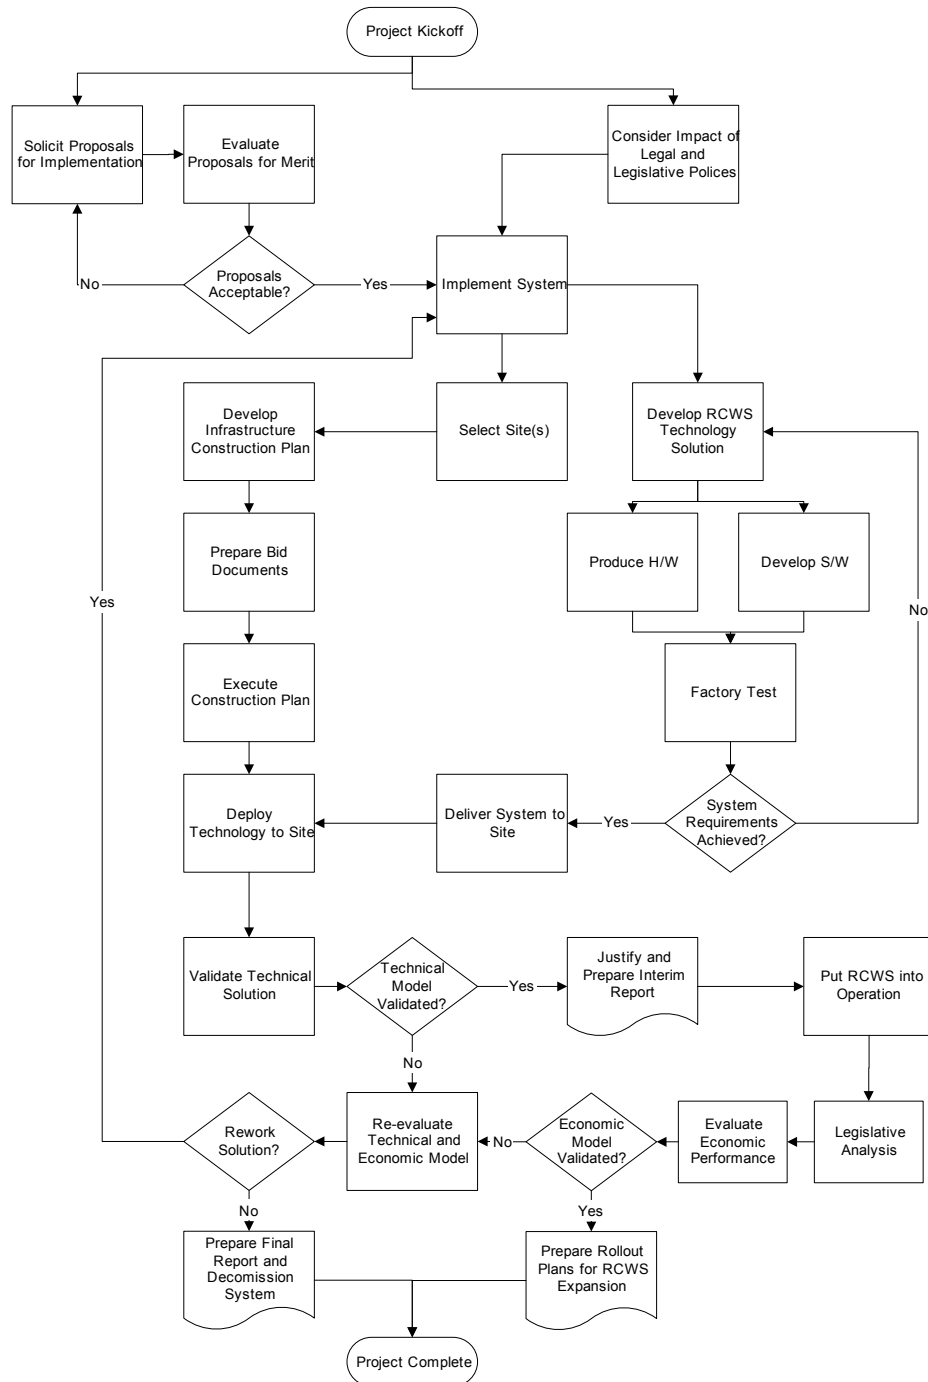 Project Kickoff
Solicit Proposals
for Implementation
Evaluate
Proposals for Merit
Consider Impact of
Legal and
Legislative Polices
Proposals
Acceptable?
No
Yes
Implement System
Develop
Infrastructure
Construction Plan
Select Site(s)
Develop RCWS
Technology
Solution
Prepare Bid
Documents
Produce H/W
Develop S/W
Yes
No
Execute
Construction Plan
Factory Test
Deploy
Technology to Site
Deliver System to
Site
Yes
System
Requirements
Achieved?
Validate Technical
Solution
Technical
Model
Validated?
Yes
Justify and
Prepare Interim
Report
Put RCWS into
Operation
No
Rework
Solution?
Re-evaluate
Technical and
Economic Model
No
Economic
Model
Validated?
Evaluate
Economic
Performance
Legislative
Analysis
No
Yes
Prepare Final
Report and
Decomission
System
Prepare Rollout
Plans for RCWS
Expansion
Project Complete